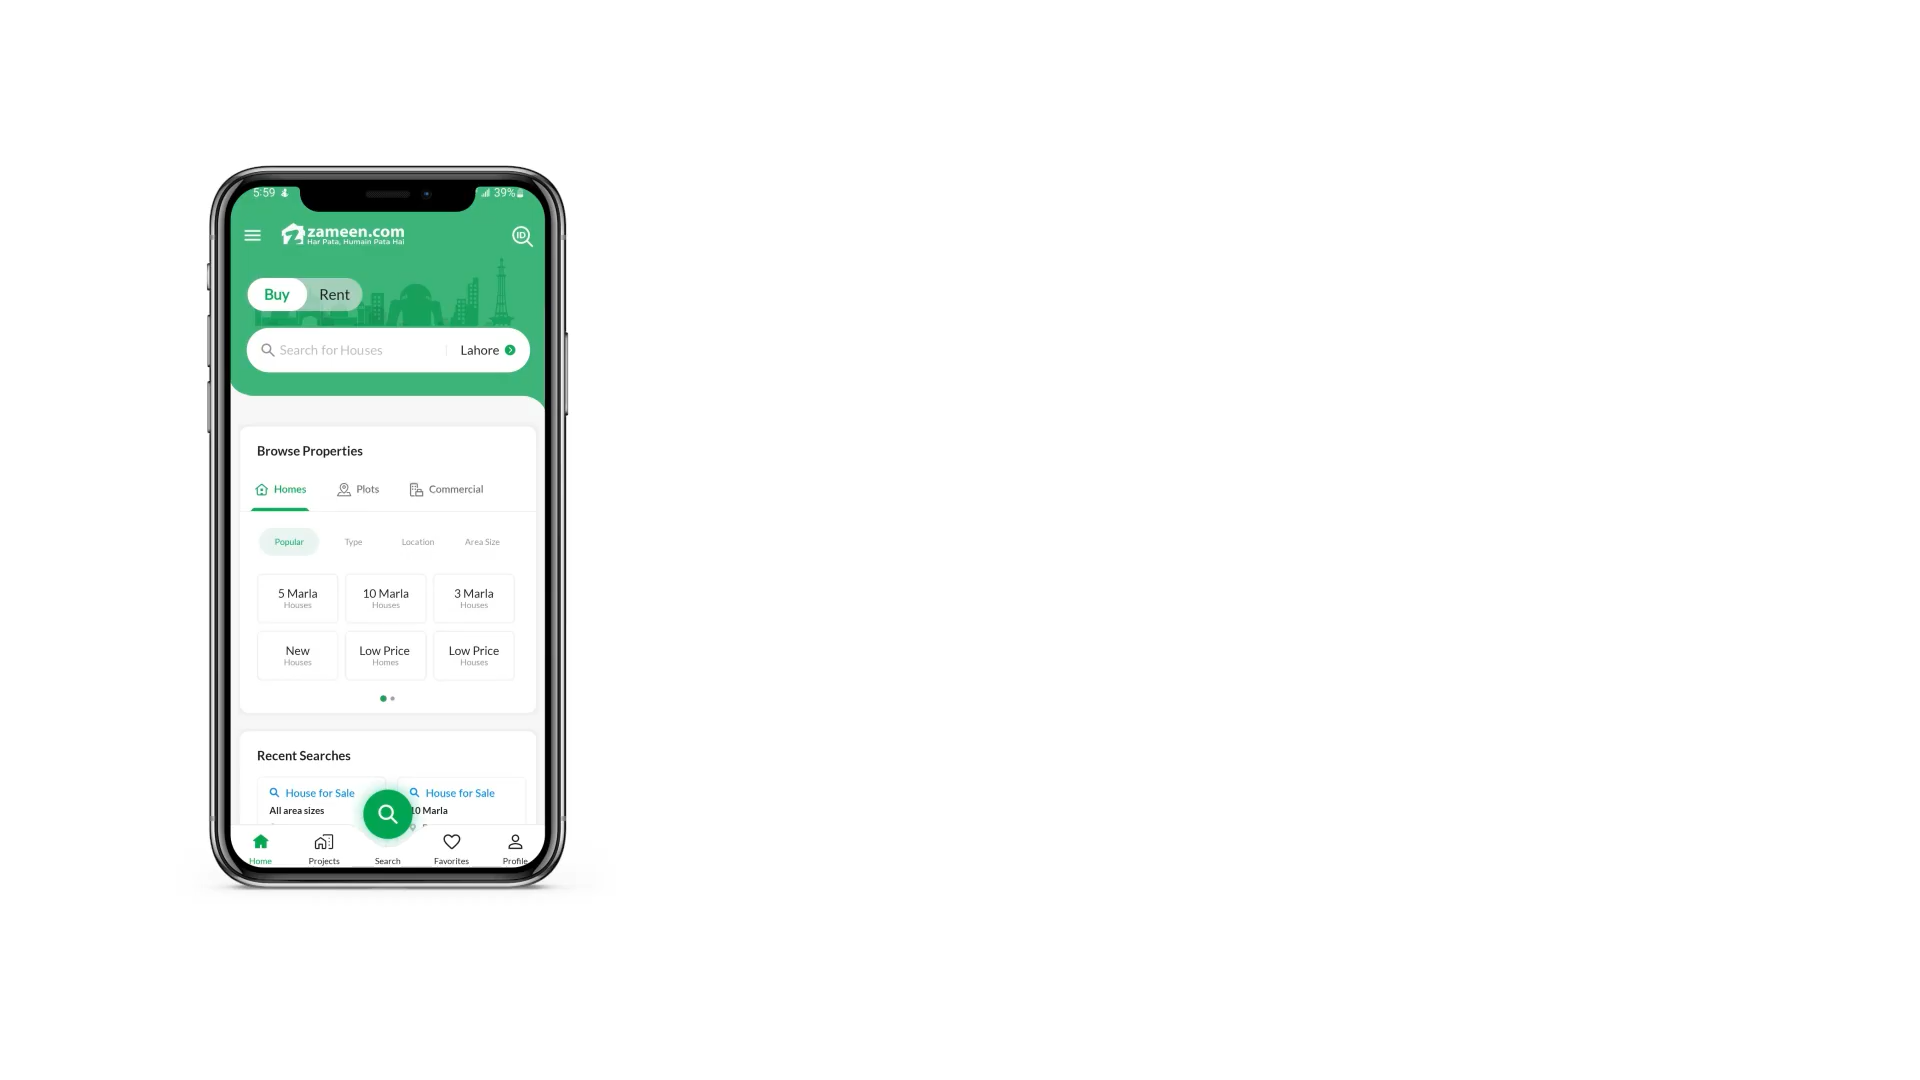 5:59 39%
zameen.com
Har Pata, Humain Pata Hai
ID
Buy Rent
Search for Houses Lahore
Browse Properties
Homes Plots Commercial
Popular Type Location Area Size
5 Marla 10 Marla 3 Marla
Houses Houses Houses
New Low Price Low Price
Houses Homes Houses
Recent Searches
House for Sale House for Sale
All area sizes 10 Marla
Home Projects Search Favorites Profile